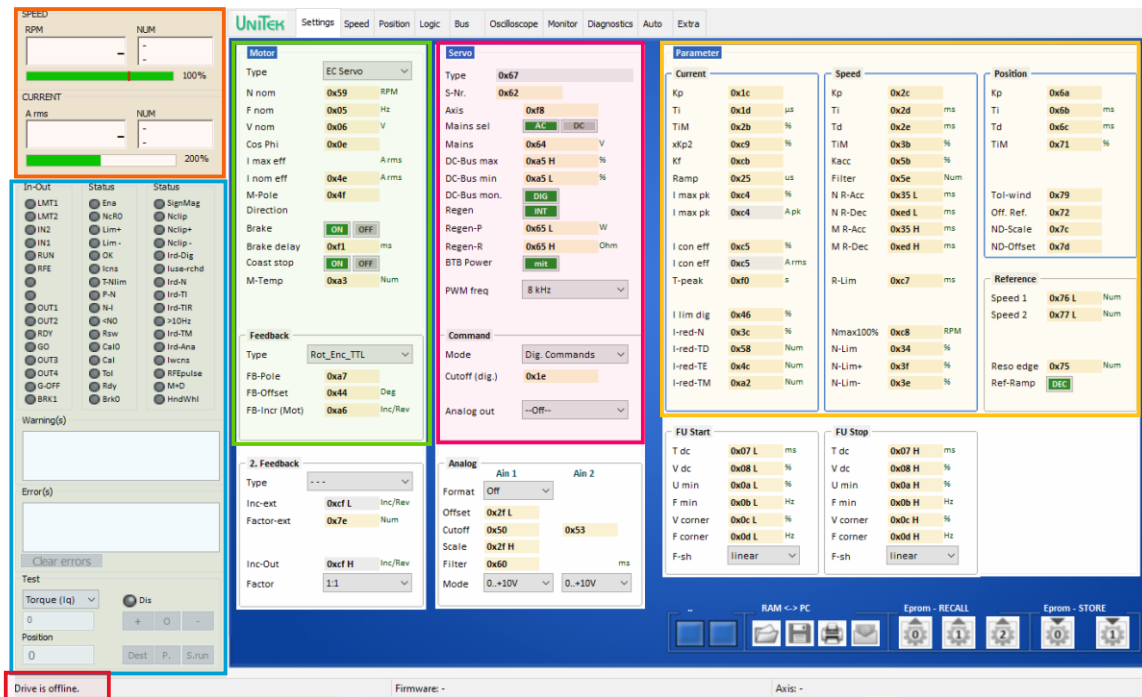 SPEED
RPM NUM
- -
-
100%
CURRENT
A rms NUM
- -
-
200%
In-Out Status Status
LMT1 Ena SignMag
LMT2 NcR0 Nclip
IN2 Lim+ Nclip+
IN1 Lim - Nclip -
RUN OK Ird-Dig
RFE Icns Iuse-rchd
T-Nlim Ird-N
P-N Ird-TI
OUT1 N-I Ird-TIR
OUT2 <N0 >10Hz
RDY Rsw Ird-TM
GO Cal0 Ird-Ana
OUT3 Cal Iwcns
OUT4 Tol RFEpulse
G-OFF Rdy M+D
BRK1 Brk0 HndWhl
Warning(s)
Error(s)
Clear errors
Test
Torque (Iq) Dis
0 + O -
Position
0 Dest P. S.run
UNITEK Settings Speed Position Logic Bus Oscilloscope Monitor Diagnostics Auto Extra
Motor
Type EC Servo
N nom 0x59 RPM
F nom 0x05 Hz
V nom 0x06 V
Cos Phi 0x0e
I max eff A rms
I nom eff 0x4e A rms
M-Pole 0x4f
Direction
Brake ON OFF
Brake delay 0xf1 ms
Coast stop ON OFF
M-Temp 0xa3 Num
Feedback
Type Rot_Enc_TTL
FB-Pole 0xa7
FB-Offset 0x44 Deg
FB-Incr (Mot) 0xa6 Inc/Rev
2. Feedback
Type - - -
Inc-ext 0xcf L Inc/Rev
Factor-ext 0x7e Num
Inc-Out 0xcf H Inc/Rev
Factor 1:1
Servo
Type 0x67
S-Nr. 0x62
Axis 0xf8
Mains sel AC DC
Mains 0x64 V
DC-Bus max 0xa5 H %
DC-Bus min 0xa5 L %
DC-Bus mon. DIG
Regen INT
Regen-P 0x65 L W
Regen-R 0x65 H Ohm
BTB Power mit
PWM freq 8 kHz
Command
Mode Dig. Commands
Cutoff (dig.) 0x1e
Analog out --Off--
Analog
Ain 1 Ain 2
Format Off
Offset 0x2f L
Cutoff 0x50 0x53
Scale 0x2f H
Filter 0x60 ms
Mode 0..+10V 0..+10V
Parameter
Current
Kp 0x1c
Ti 0x1d µs
TiM 0x2b %
xKp2 0xc9 %
Kf 0xcb
Ramp 0x25 us
I max pk 0xc4 %
I max pk 0xc4 A pk
I con eff 0xc5 %
I con eff 0xc5 A rms
T-peak 0xf0 s
I lim dig 0x46 %
I-red-N 0x3c %
I-red-TD 0x58 Num
I-red-TE 0x4c Num
I-red-TM 0xa2 Num
Speed
Kp 0x2c
Ti 0x2d ms
Td 0x2e ms
TiM 0x3b %
Kacc 0x5b %
Filter 0x5e Num
N R-Acc 0x35 L ms
N R-Dec 0xed L ms
M R-Acc 0x35 H ms
M R-Dec 0xed H ms
R-Lim 0xc7 ms
Nmax100% 0xc8 RPM
N-Lim 0x34 %
N-Lim+ 0x3f %
N-Lim- 0x3e %
Position
Kp 0x6a
Ti 0x6b ms
Td 0x6c ms
TiM 0x71 %
Tol-wind 0x79
Off. Ref. 0x72
ND-Scale 0x7c
ND-Offset 0x7d
Reference
Speed 1 0x76 L Num
Speed 2 0x77 L Num
Reso edge 0x75 Num
Ref-Ramp DEC
FU Start
T dc 0x07 L ms
V dc 0x08 L %
U min 0x0a L %
F min 0x0b L Hz
V corner 0x0c L %
F corner 0x0d L Hz
F-sh linear
FU Stop
T dc 0x07 H ms
V dc 0x08 H %
U min 0x0a H %
F min 0x0b H Hz
V corner 0x0c H %
F corner 0x0d H Hz
F-sh linear
.. RAM <-> PC Eprom - RECALL Eprom - STORE
0 1 2 0 1
Drive is offline. Firmware: - Axis: -